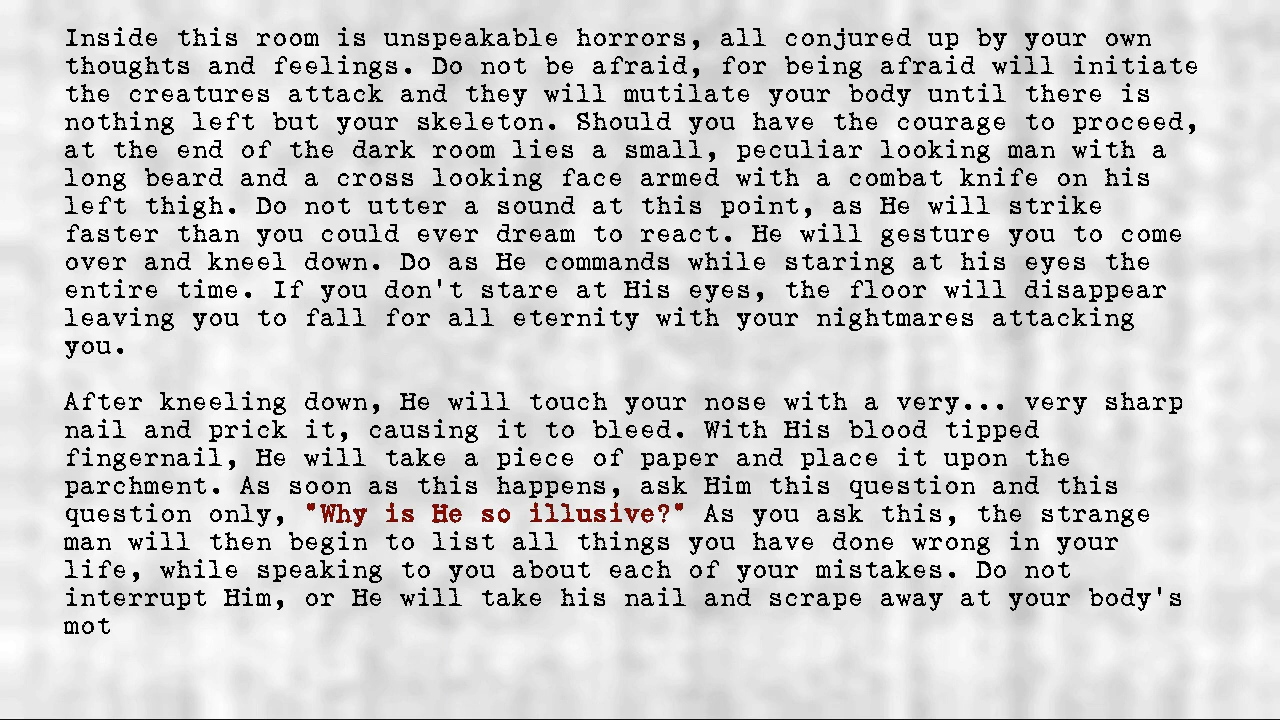 Inside this room is unspeakable horrors, all conjured up by your own
thoughts and feelings. Do not be afraid, for being afraid will initiate
the creatures attack and they will mutilate your body until there is
nothing left but your skeleton. Should you have the courage to proceed,
at the end of the dark room lies a small, peculiar looking man with a
long beard and a cross looking face armed with a combat knife on his
left thigh. Do not utter a sound at this point, as He will strike
faster than you could ever dream to react. He will gesture you to come
over and kneel down. Do as He commands while staring at his eyes the
entire time. If you don't stare at His eyes, the floor will disappear
leaving you to fall for all eternity with your nightmares attacking
you.

After kneeling down, He will touch your nose with a very... very sharp
nail and prick it, causing it to bleed. With His blood tipped
fingernail, He will take a piece of paper and place it upon the
parchment. As soon as this happens, ask Him this question and this
question only, "Why is He so illusive?" As you ask this, the strange
man will then begin to list all things you have done wrong in your
life, while speaking to you about each of your mistakes. Do not
interrupt Him, or He will take his nail and scrape away at your body's
mot